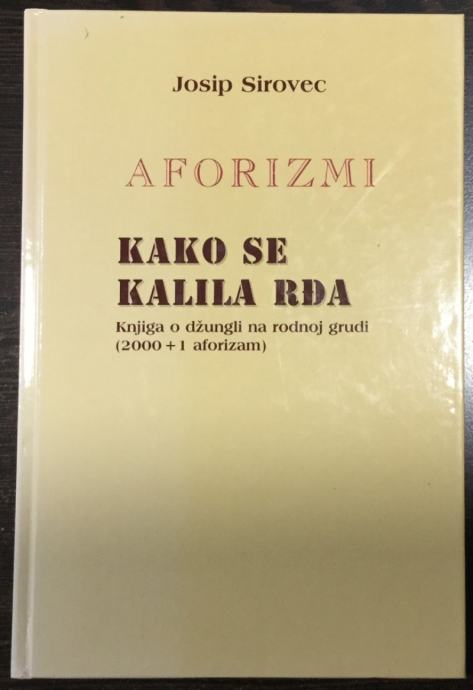 Josip Sirovec
AFORIZMI
KAKO SE
KALILA RĐA
Knjiga o džungli na rodnoj grudi
(2000 + 1 aforizam)